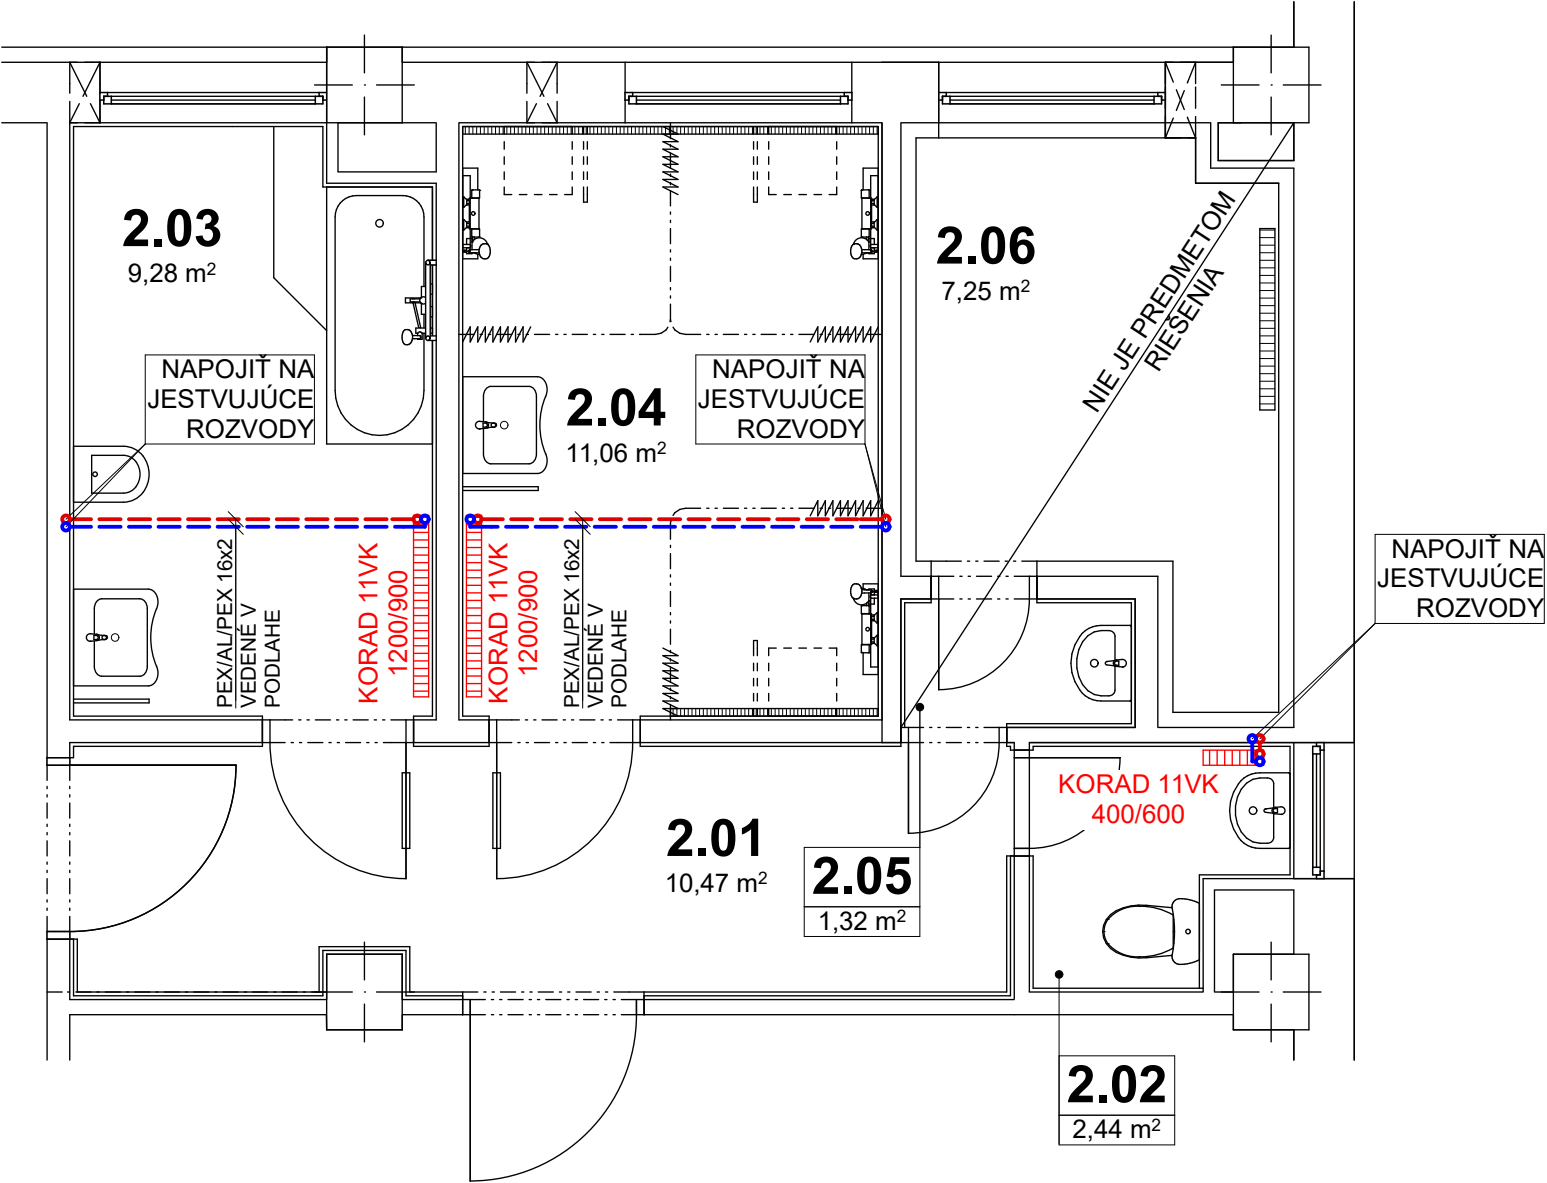 2.03
9,28 m²
NAPOJIŤ NA
JESTVUJÚCE
ROZVODY
2.04
11,06 m²
NAPOJIŤ NA
JESTVUJÚCE
ROZVODY
2.06
7,25 m²
NIE JE PREDMETOM
RIEŠENIA
NAPOJIŤ NA
JESTVUJÚCE
ROZVODY
PEX/AL/PEX 16x2
VEDENÉ V
PODLAHE
KORAD 11VK
1200/900
KORAD 11VK
1200/900
PEX/AL/PEX 16x2
VEDENÉ V
PODLAHE
KORAD 11VK
400/600
2.01
10,47 m²
2.05
1,32 m²
2.02
2,44 m²